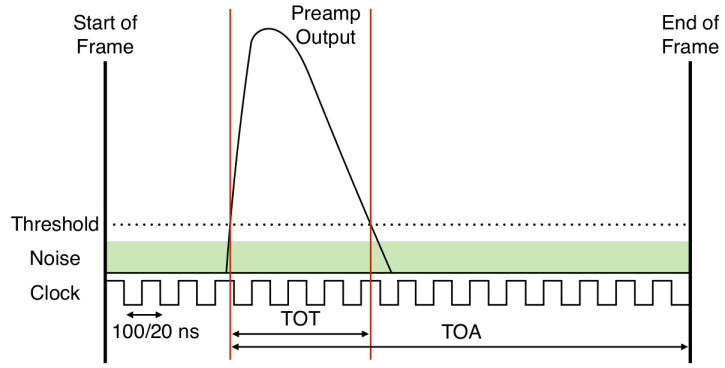 Start of
Frame
Preamp
Output
End of
Frame
Threshold
Noise
Clock
100/20 ns
TOT
TOA